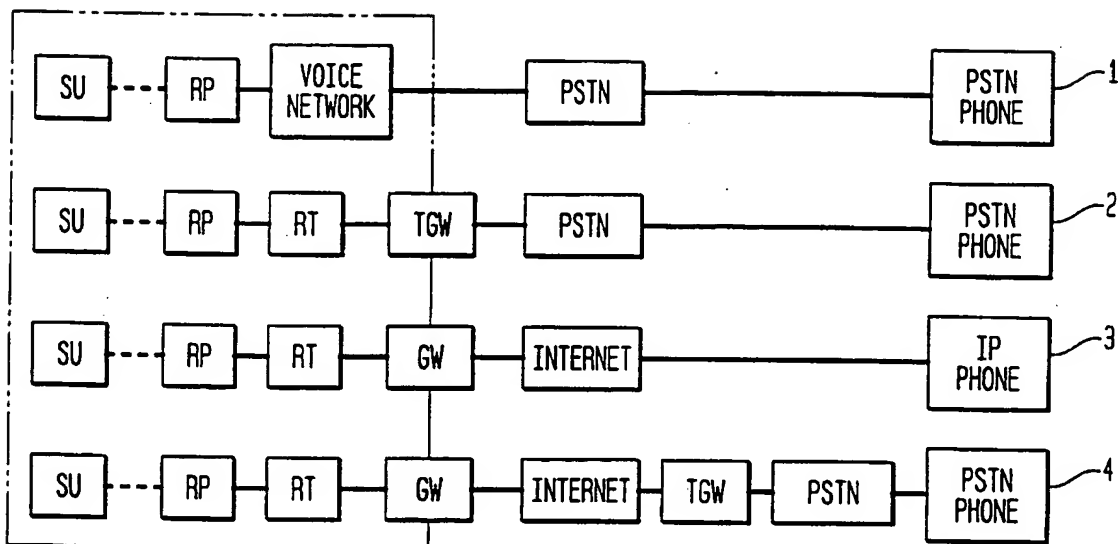 SU RP VOICE NETWORK PSTN PSTN PHONE 1
SU RP RT TGW PSTN PSTN PHONE 2
SU RP RT GW INTERNET IP PHONE 3
SU RP RT GW INTERNET TGW PSTN PSTN PHONE 4